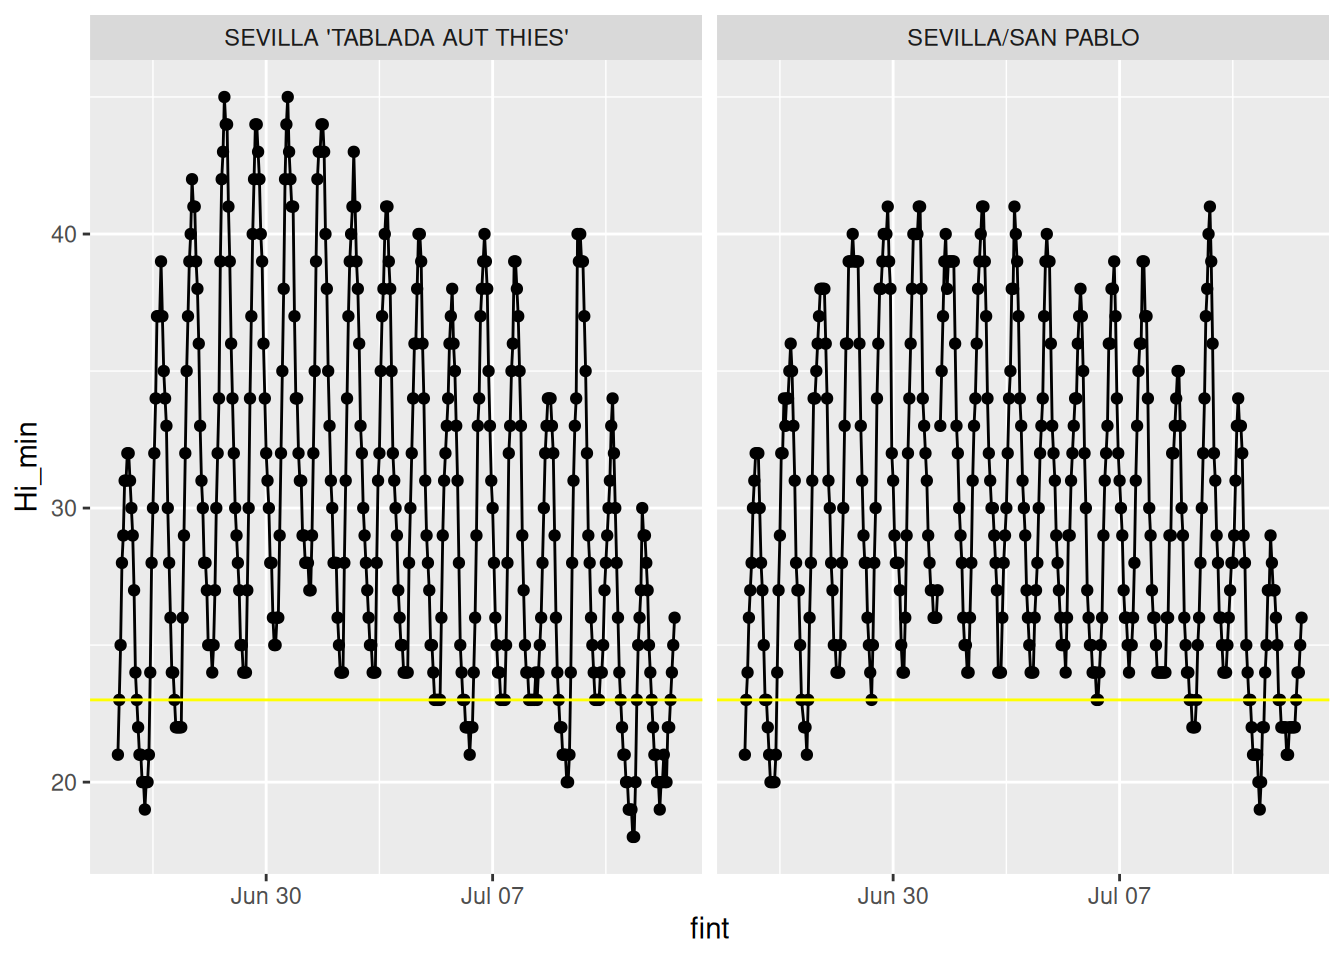 SEVILLA 'TABLADA AUT THIES'
SEVILLA/SAN PABLO
Hi_min
40
30
20
Jun 30
Jul 07
Jun 30
Jul 07
fint